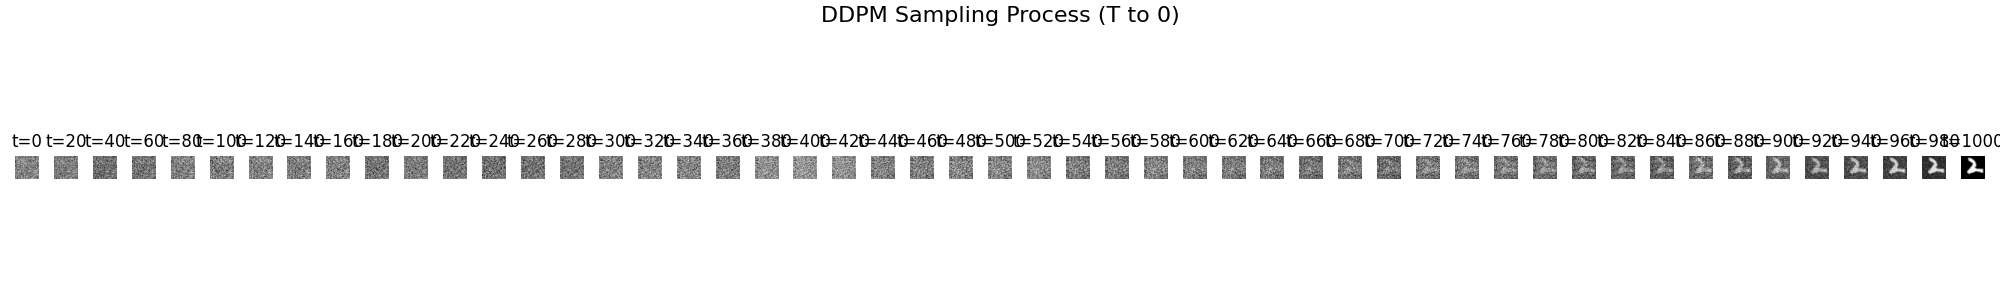 DDPM Sampling Process (T to 0)
t=0 t=20 t=40 t=60 t=80 t=100 t=120 t=140 t=160 t=180 t=200 t=220 t=240 t=260 t=280 t=300 t=320 t=340 t=360 t=380 t=400 t=420 t=440 t=460 t=480 t=500 t=520 t=540 t=560 t=580 t=600 t=620 t=640 t=660 t=680 t=700 t=720 t=740 t=760 t=780 t=800 t=820 t=840 t=860 t=880 t=900 t=920 t=940 t=960 t=980 t=1000